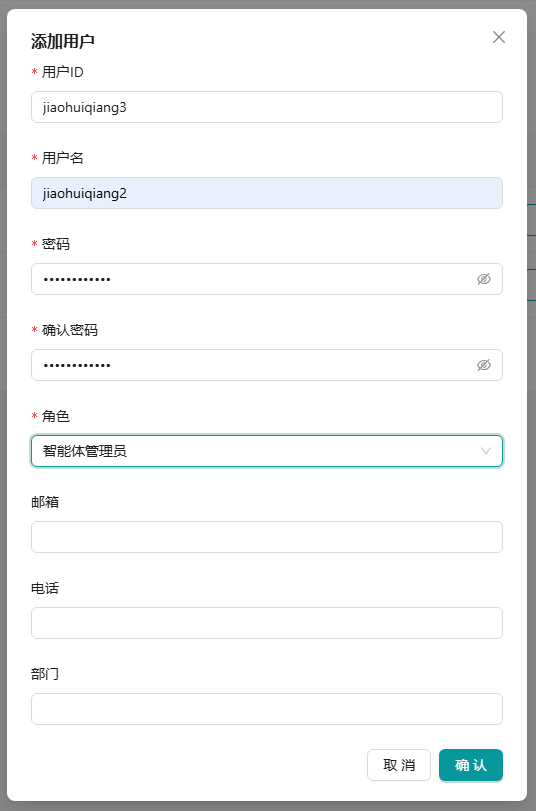 添加用户
* 用户ID
jiaohuiqiang3
* 用户名
jiaohuiqiang2
* 密码
••••••••••••
* 确认密码
••••••••••••
* 角色
智能体管理员
邮箱
电话
部门
取 消
确 认